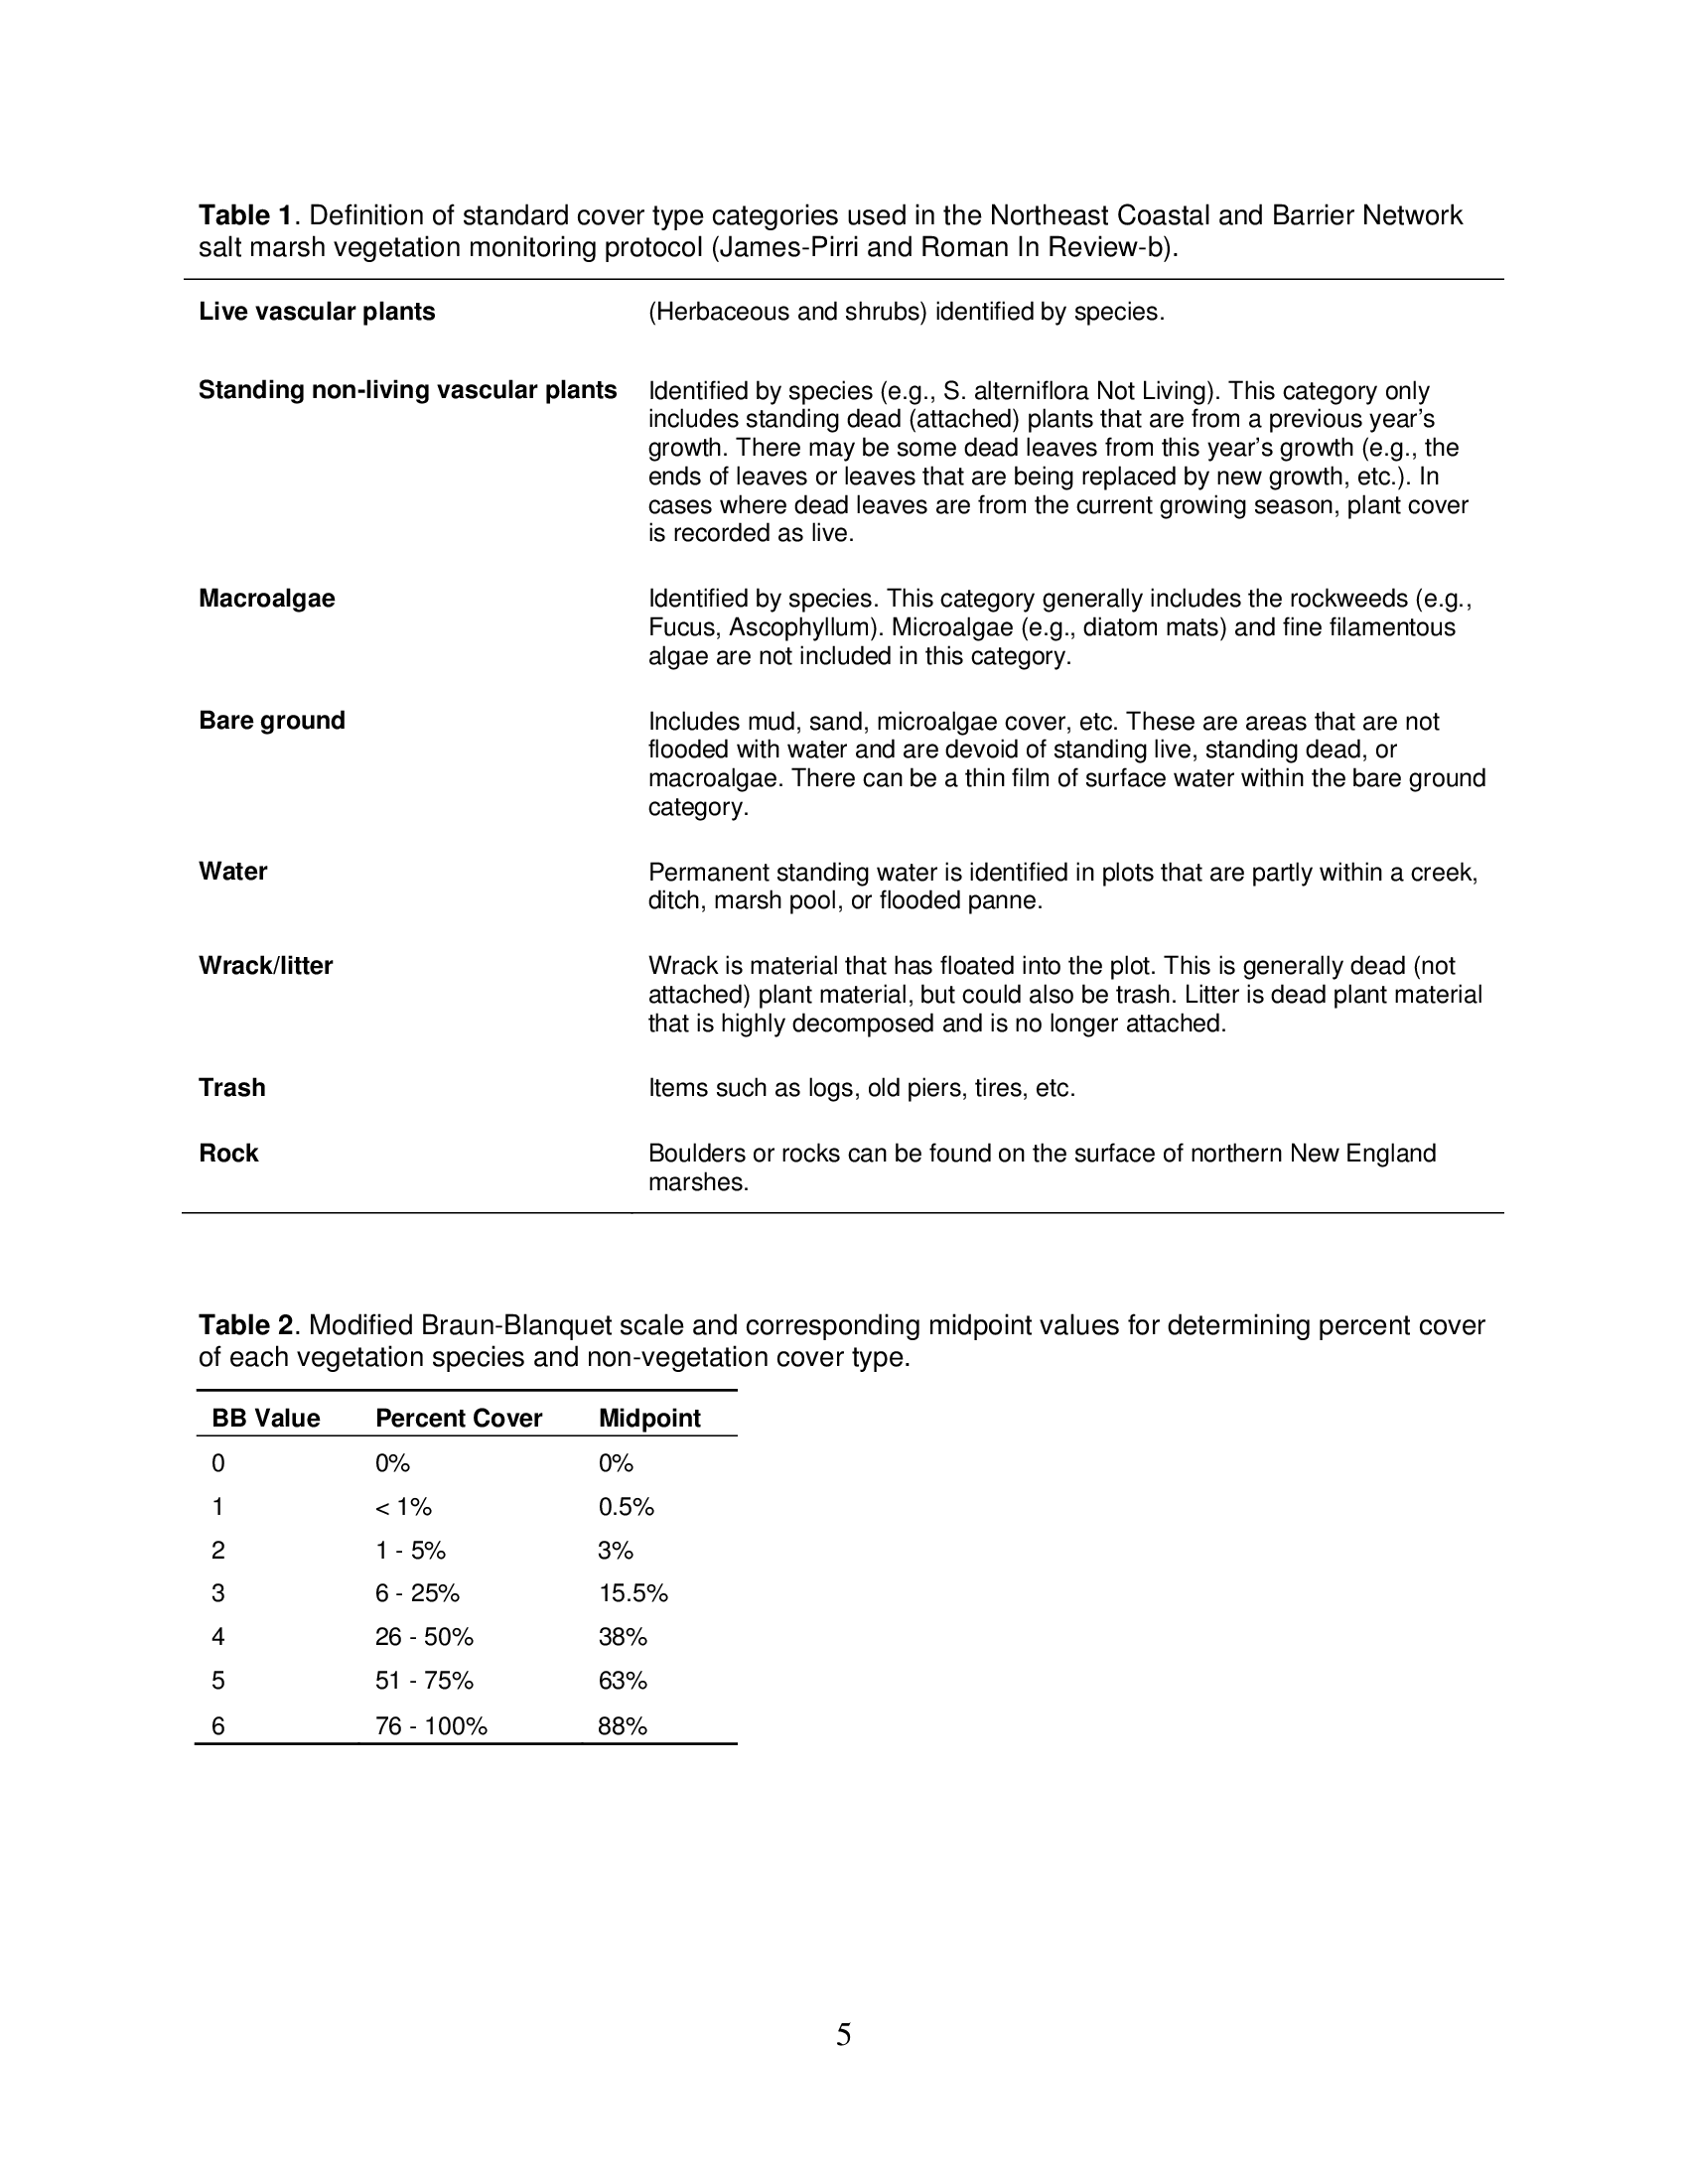 Table 1. Definition of standard cover type categories used in the Northeast Coastal and Barrier Network
salt marsh vegetation monitoring protocol (James-Pirri and Roman In Review-b).
Live vascular plants (Herbaceous and shrubs) identified by species.
Standing non-living vascular plants Identified by species (e.g., S. alterniflora Not Living). This category only
includes standing dead (attached) plants that are from a previous year’s
growth. There may be some dead leaves from this year’s growth (e.g., the
ends of leaves or leaves that are being replaced by new growth, etc.). In
cases where dead leaves are from the current growing season, plant cover
is recorded as live.
Macroalgae Identified by species. This category generally includes the rockweeds (e.g.,
Fucus, Ascophyllum). Microalgae (e.g., diatom mats) and fine filamentous
algae are not included in this category.
Bare ground Includes mud, sand, microalgae cover, etc. These are areas that are not
flooded with water and are devoid of standing live, standing dead, or
macroalgae. There can be a thin film of surface water within the bare ground
category.
Water Permanent standing water is identified in plots that are partly within a creek,
ditch, marsh pool, or flooded panne.
Wrack/litter Wrack is material that has floated into the plot. This is generally dead (not
attached) plant material, but could also be trash. Litter is dead plant material
that is highly decomposed and is no longer attached.
Trash Items such as logs, old piers, tires, etc.
Rock Boulders or rocks can be found on the surface of northern New England
marshes.
Table 2. Modified Braun-Blanquet scale and corresponding midpoint values for determining percent cover
of each vegetation species and non-vegetation cover type.
BB Value Percent Cover Midpoint
0 0% 0%
1 < 1% 0.5%
2 1 - 5% 3%
3 6 - 25% 15.5%
4 26 - 50% 38%
5 51 - 75% 63%
6 76 - 100% 88%
5